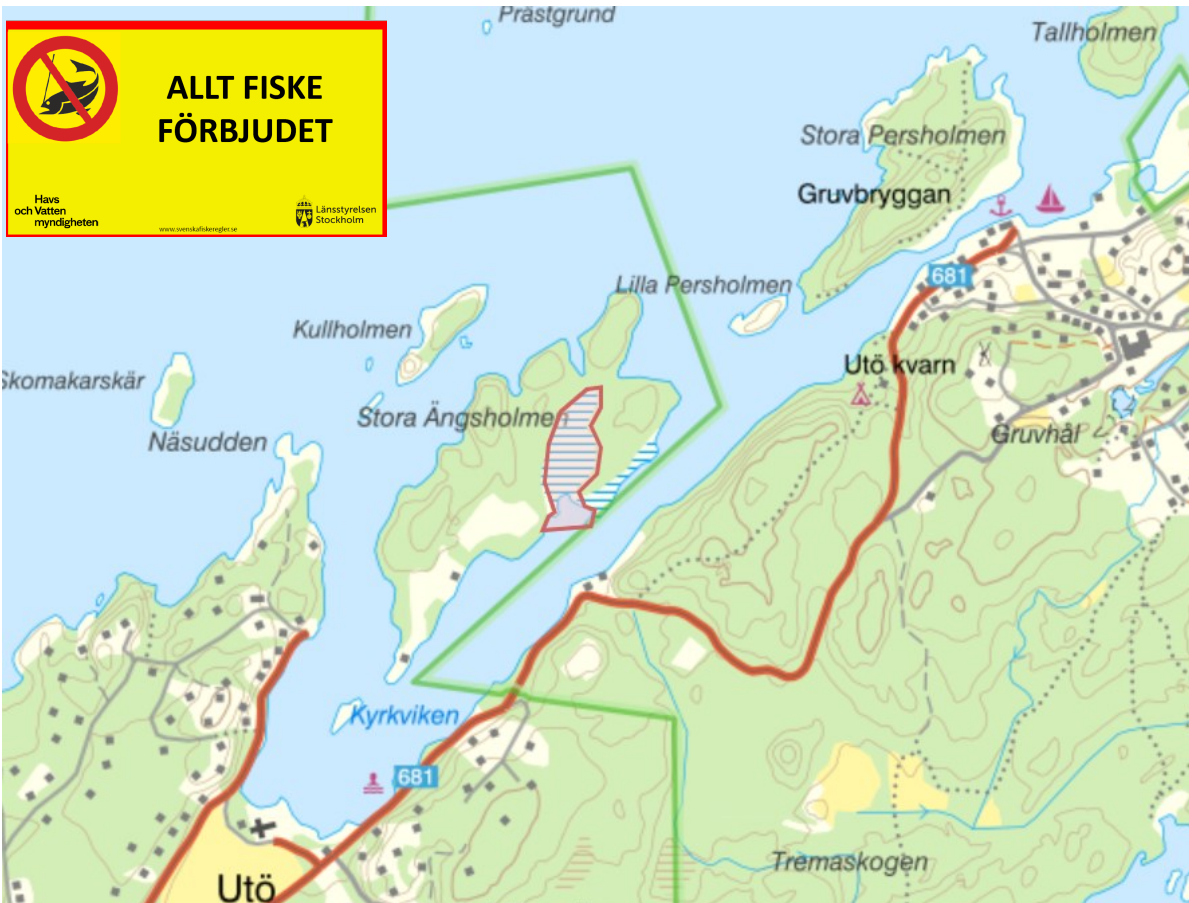 ALLT FISKE
FÖRBJUDET
Havs
och Vatten
myndigheten
www.svenskafiskeregler.se
Länsstyrelsen
Stockholm
Prästgrund
Tallholmen
Stora Persholmen
Gruvbryggan
681
Lilla Persholmen
Kullholmen
Utö kvarn
Skomakarskär
Stora Ängsholmen
Näsudden
Gruvhål
Kyrkviken
681
Tremaskogen
Utö